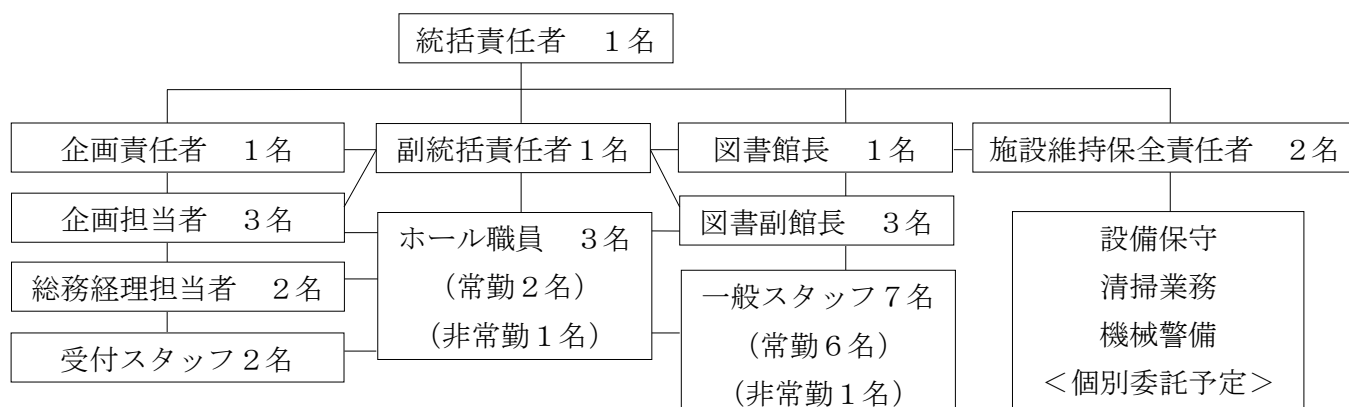 統括責任者　１名
企画責任者　１名
副統括責任者１名
図書館長　１名
施設維持保全責任者　２名
企画担当者　３名
ホール職員　３名
（常勤２名）
（非常勤１名）
図書副館長　３名
総務経理担当者　２名
受付スタッフ２名
一般スタッフ７名
（常勤６名）
（非常勤１名）
設備保守
清掃業務
機械警備
＜個別委託予定＞